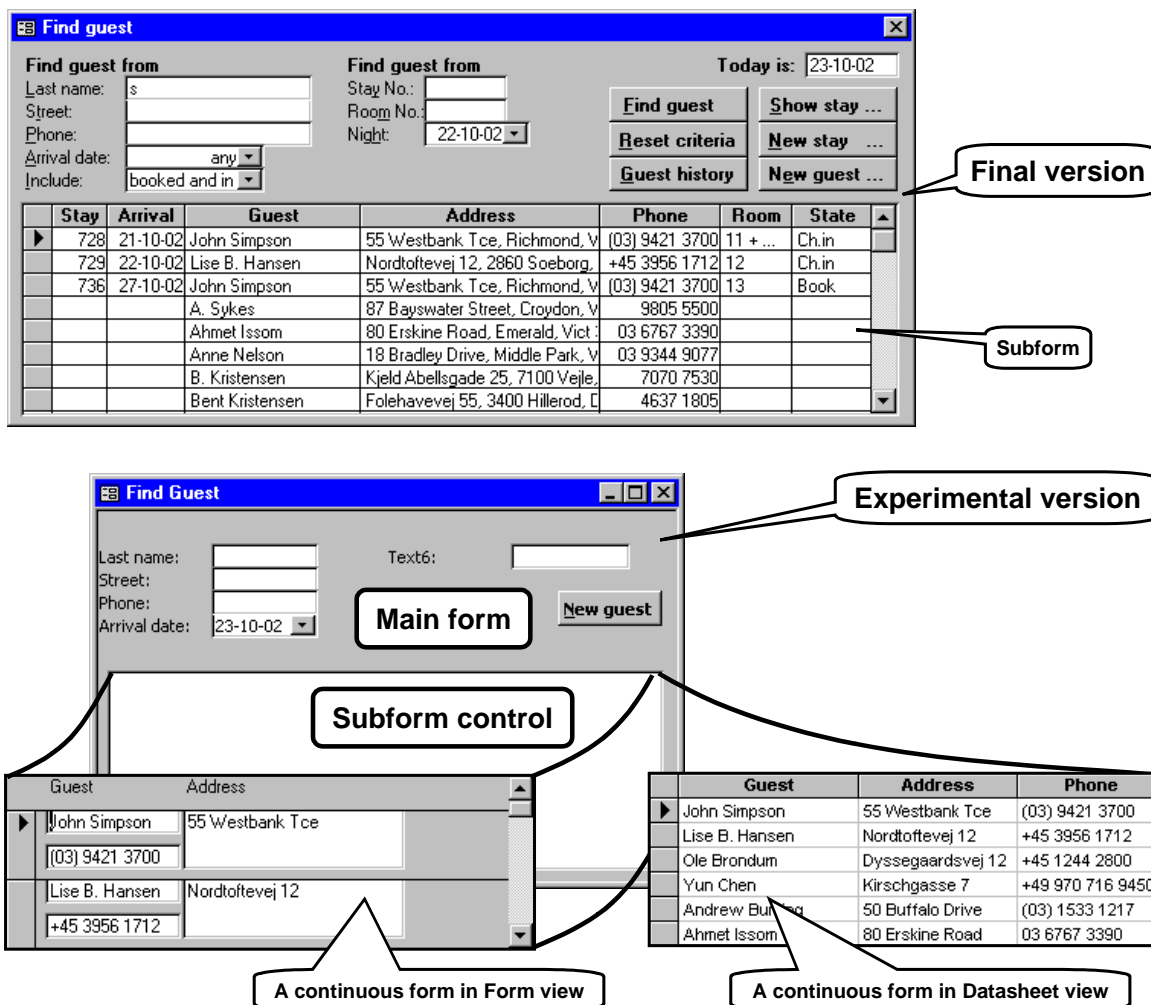 Find guest
Find guest from Find guest from Today is: 23-10-02
Last name: s Stay No.:
Street: Room No.:
Phone: Night: 22-10-02
Arrival date: any
Include: booked and in
Find guest Show stay ...
Reset criteria New stay ...
Guest history New guest ...
Final version
Stay Arrival Guest Address Phone Room State
728 21-10-02 John Simpson 55 Westbank Tce, Richmond, V (03) 9421 3700 11 + ... Ch.in
729 22-10-02 Lise B. Hansen Nordtoftevej 12, 2860 Soeborg, +45 3956 1712 12 Ch.in
736 27-10-02 John Simpson 55 Westbank Tce, Richmond, V (03) 9421 3700 13 Book
A. Sykes 87 Bayswater Street, Croydon, V 9805 5500
Ahmet Issom 80 Erskine Road, Emerald, Vict 03 6767 3390
Anne Nelson 18 Bradley Drive, Middle Park, V 03 9344 9077
B. Kristensen Kjeld Abellsgade 25, 7100 Vejle, 7070 7530
Bent Kristensen Folehavevej 55, 3400 Hillerod, D 4637 1805
Subform
Find Guest
Experimental version
Last name: Text6:
Street:
Phone:
Arrival date: 23-10-02
New guest
Main form
Subform control
Guest Address
John Simpson 55 Westbank Tce
(03) 9421 3700
Lise B. Hansen Nordtoftevej 12
+45 3956 1712
Guest Address Phone
John Simpson 55 Westbank Tce (03) 9421 3700
Lise B. Hansen Nordtoftevej 12 +45 3956 1712
Ole Brondum Dyssegaardsvej 12 +45 1244 2800
Yun Chen Kirschgasse 7 +49 970 716 9450
Andrew 50 Buffalo Drive (03) 1533 1217
Ahmet Issom 80 Erskine Road 03 6767 3390
A continuous form in Form view
A continuous form in Datasheet view